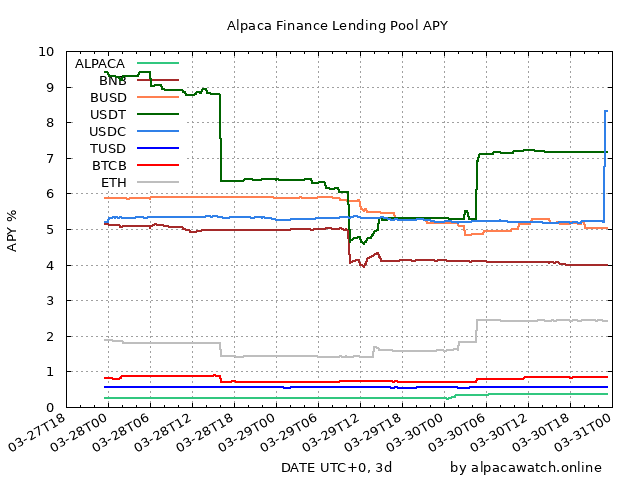 Alpaca Finance Lending Pool APY
10
9
8
7
6
5
4
3
2
1
0
APY %
ALPACA
BNB
BUSD
USDT
USDC
TUSD
BTCB
ETH
03-27T18
03-28T00
03-28T06
03-28T12
03-28T18
03-29T00
03-29T06
03-29T12
03-29T18
03-30T00
03-30T06
03-30T12
03-30T18
03-31T00
DATE UTC+0, 3d
by alpacawatch.online